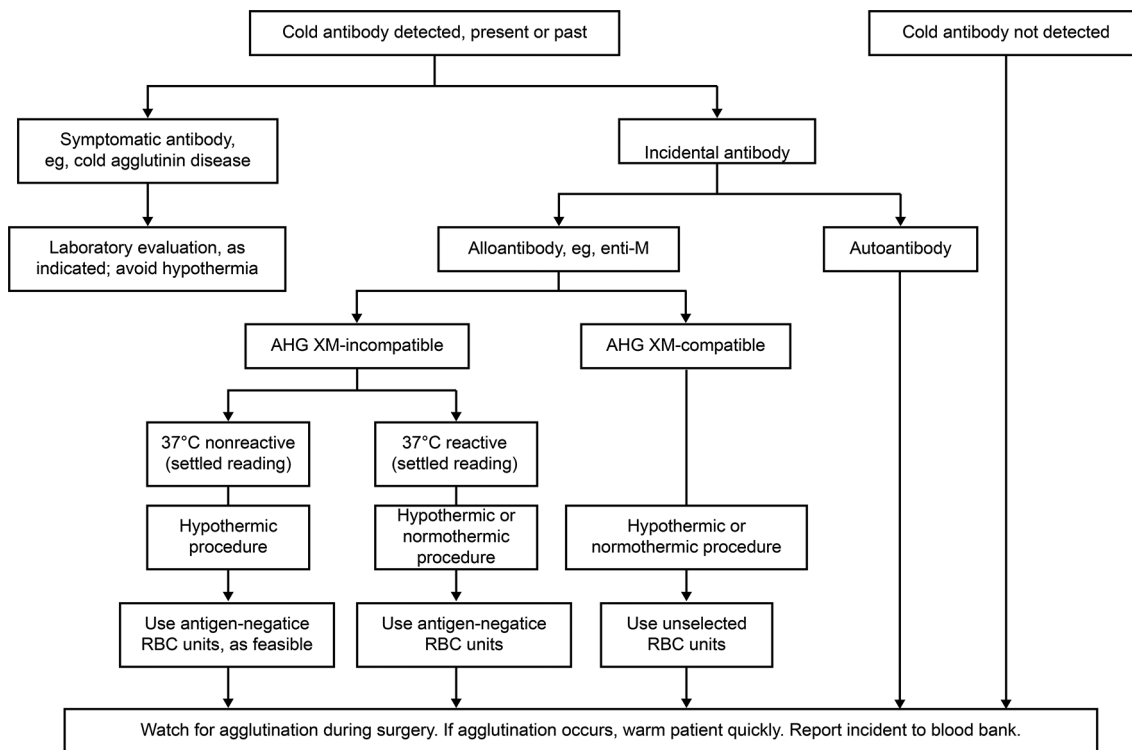 Cold antibody detected, present or past
Cold antibody not detected
Symptomatic antibody,
eg, cold agglutinin disease
Incidental antibody
Laboratory evaluation, as
indicated; avoid hypothermia
Alloantibody, eg, enti-M
Autoantibody
AHG XM-incompatible
AHG XM-compatible
37°C nonreactive
(settled reading)
37°C reactive
(settled reading)
Hypothermic
procedure
Hypothermic or
normothermic
procedure
Hypothermic or
normothermic procedure
Use antigen-negatice
RBC units, as feasible
Use antigen-negatice
RBC units
Use unselected
RBC units
Watch for agglutination during surgery. If agglutination occurs, warm patient quickly. Report incident to blood bank.